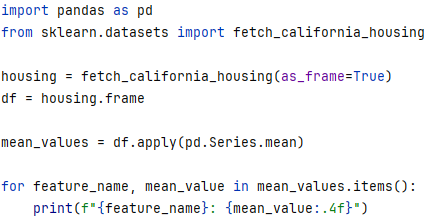 import pandas as pd
from sklearn.datasets import fetch_california_housing

housing = fetch_california_housing(as_frame=True)
df = housing.frame

mean_values = df.apply(pd.Series.mean)

for feature_name, mean_value in mean_values.items():
    print(f"{feature_name}: {mean_value:.4f}")